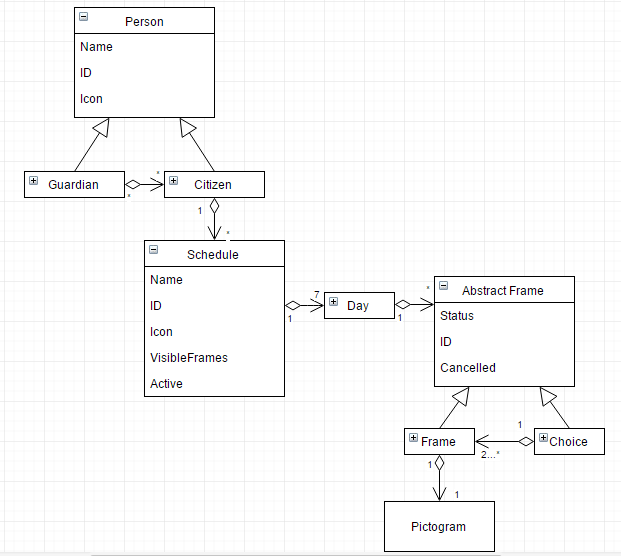 Person
Name
ID
Icon
Guardian
* *
Citizen
1
*
Schedule
Name
ID
Icon
VisibleFrames
Active
7
1
Day
*
1
Abstract Frame
Status
ID
Cancelled
Frame
1
2...*
Choice
1
1
Pictogram